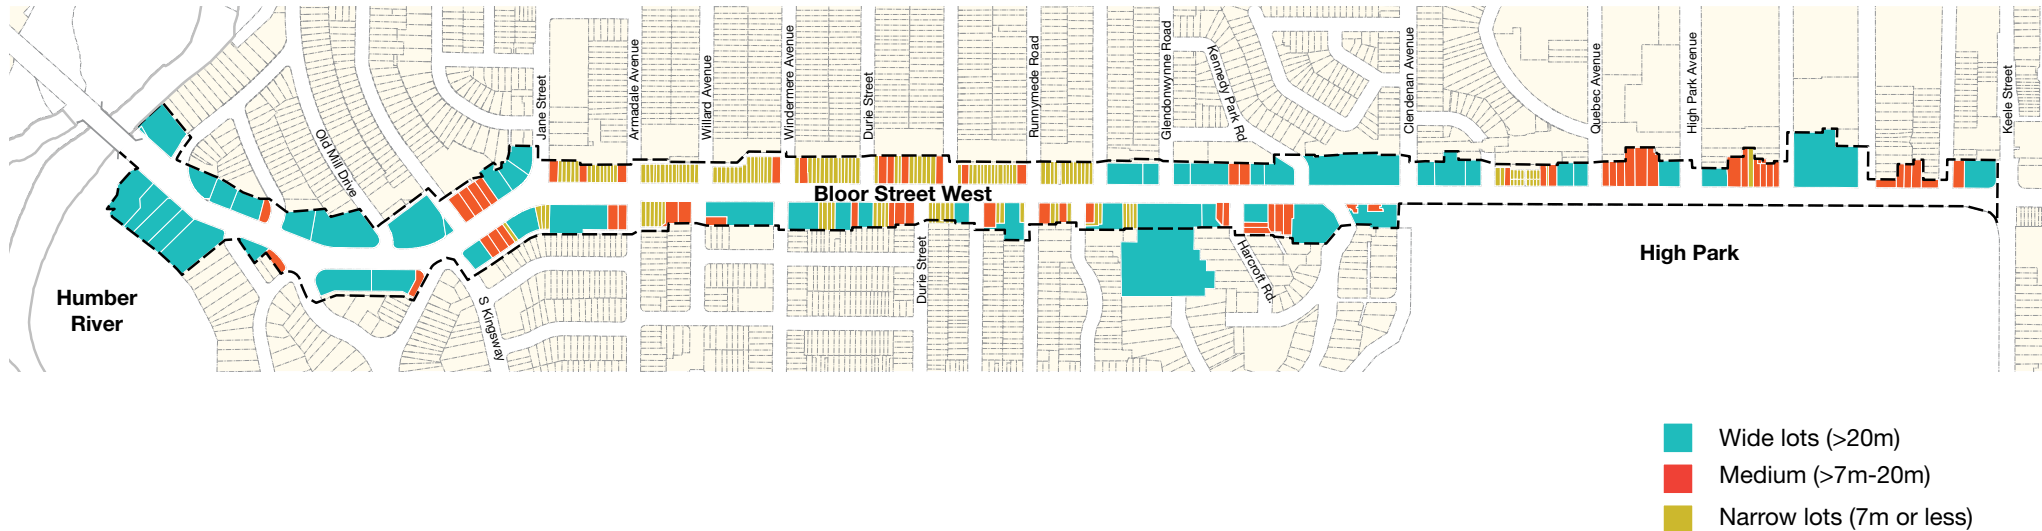 Old Mill Drive
Jane Street
Armadale Avenue
Willard Avenue
Windermere Avenue
Durie Street
Runnymede Road
Glendonwynne Road
Kennedy Park Rd
Clendenan Avenue
Quebec Avenue
High Park Avenue
Keele Street
Bloor Street West
Humber
River
S Kingsway
Durie Street
Harcroft Rd.
High Park
Wide lots (>20m)
Medium (>7m-20m)
Narrow lots (7m or less)